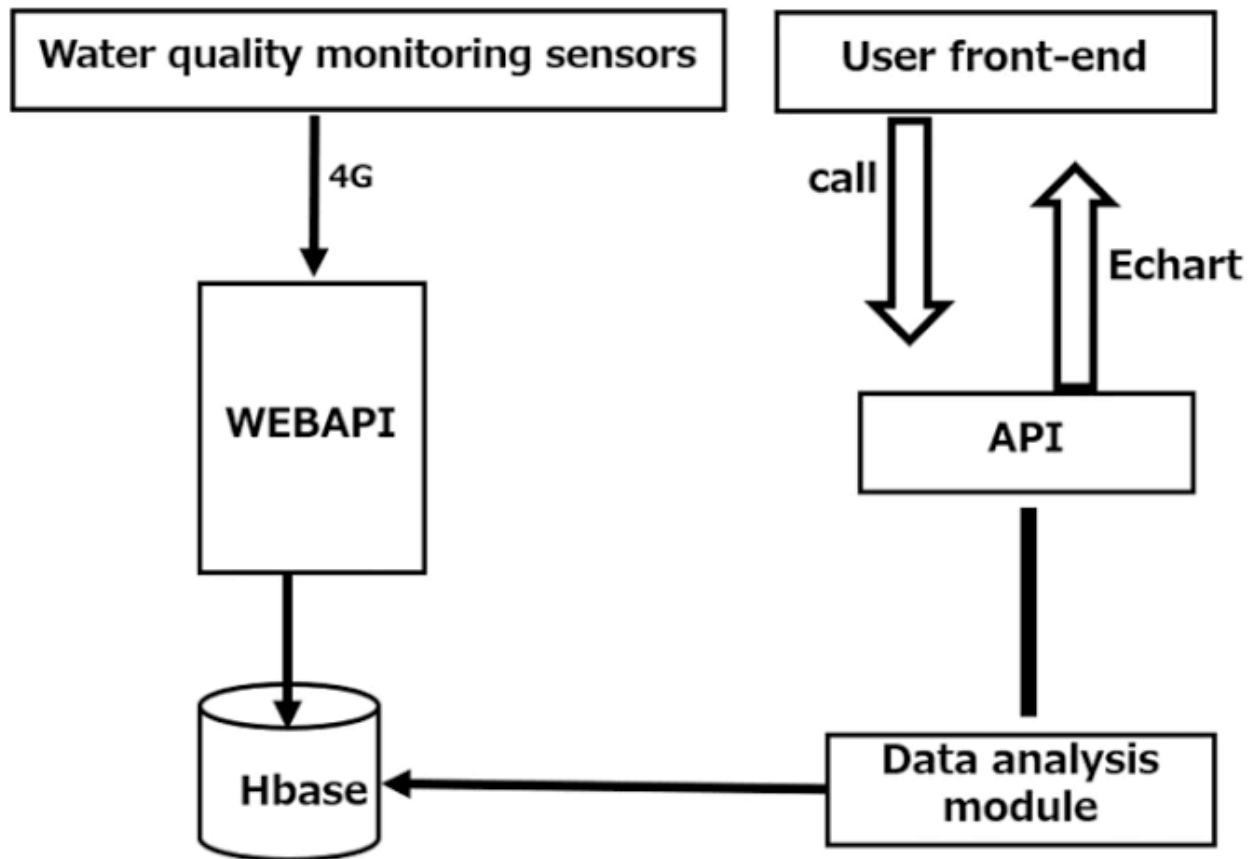 Water quality monitoring sensors
User front-end
4G
call
Echart
WEBAPI
API
Hbase
Data analysis
module